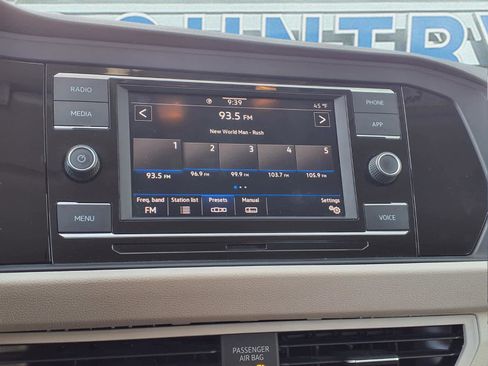 OUNTRY
RADIO
MEDIA
MENU
9:39
45 °F
<
93.5 FM
>
New World Man - Rush
1 2 3 4 5
93.5 FM 96.9 FM 99.9 FM 103.7 FM 105.9 FM
Freq. band Station list Presets Manual Settings
FM
PHONE
APP
VOICE
PASSENGER
AIR BAG